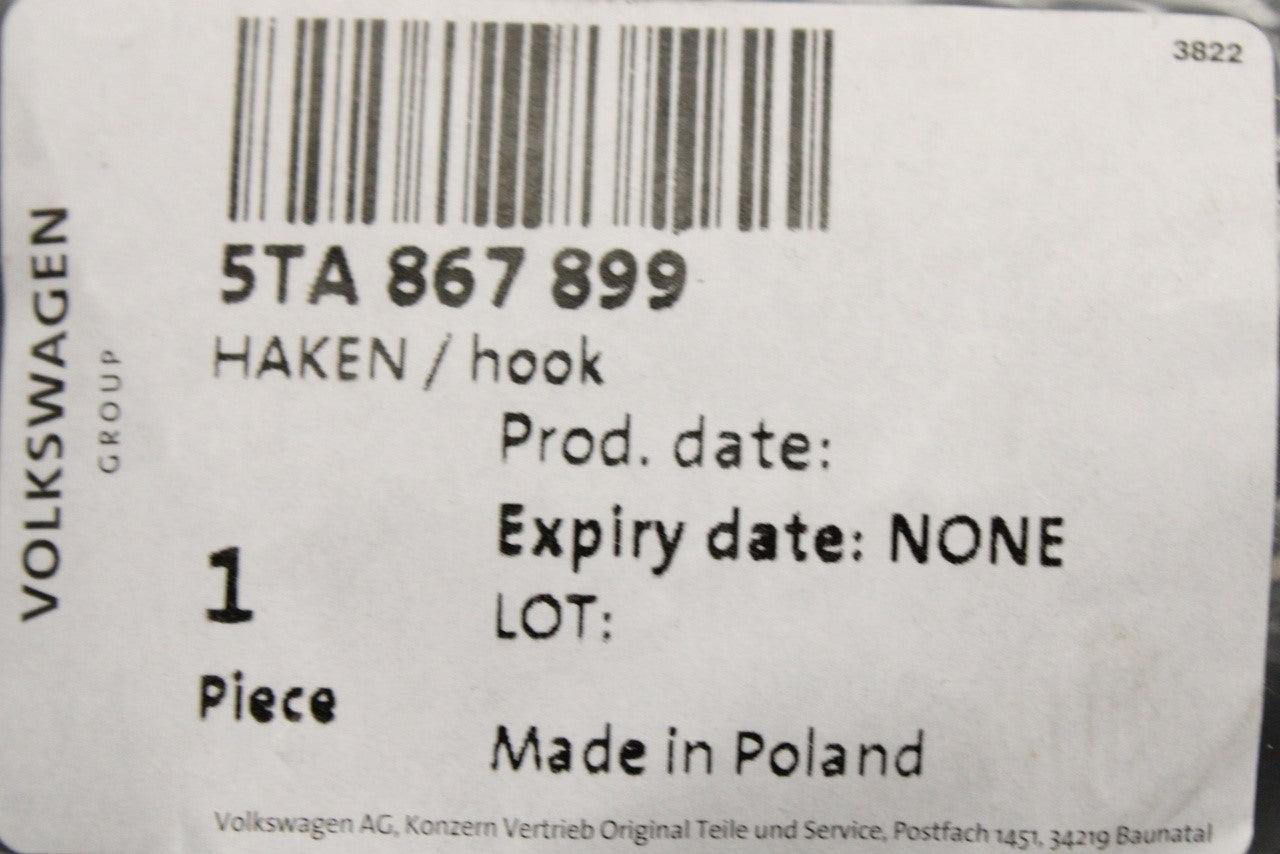 3822
5TA 867 899
HAKEN / hook
Prod. date:
Expiry date: NONE
LOT:
1
Piece
Made in Poland
Volkswagen AG, Konzern Vertrieb Original Teile und Service, Postfach 1451, 34219 Baunatal
VOLKSWAGEN
GROUP